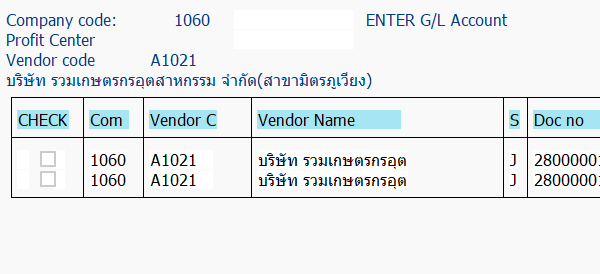 Company code: 1060 ENTER G/L Account
Profit Center
Vendor code A1021
บริษัท รวมเกษตรกรอุตสาหกรรม จำกัด(สาขามิตรภูเวียง)
CHECK Com Vendor C Vendor Name S Doc no
1060 A1021 บริษัท รวมเกษตรกรอุต J 28000001
1060 A1021 บริษัท รวมเกษตรกรอุต J 28000001